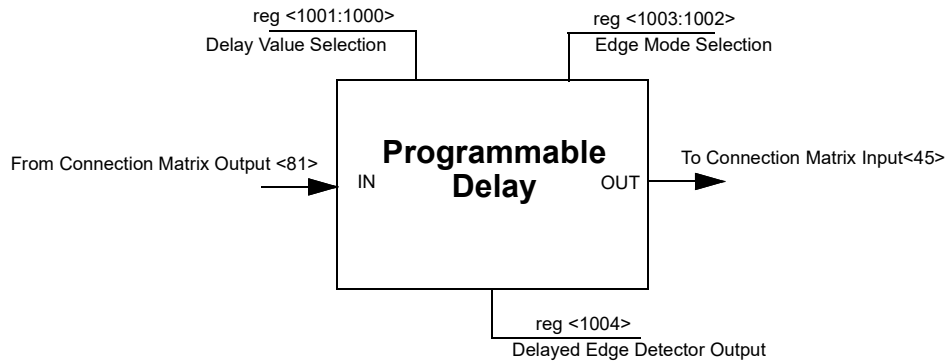 reg <1001:1000>
Delay Value Selection
reg <1003:1002>
Edge Mode Selection
From Connection Matrix Output <81>
IN
Programmable
Delay
OUT
To Connection Matrix Input<45>
reg <1004>
Delayed Edge Detector Output